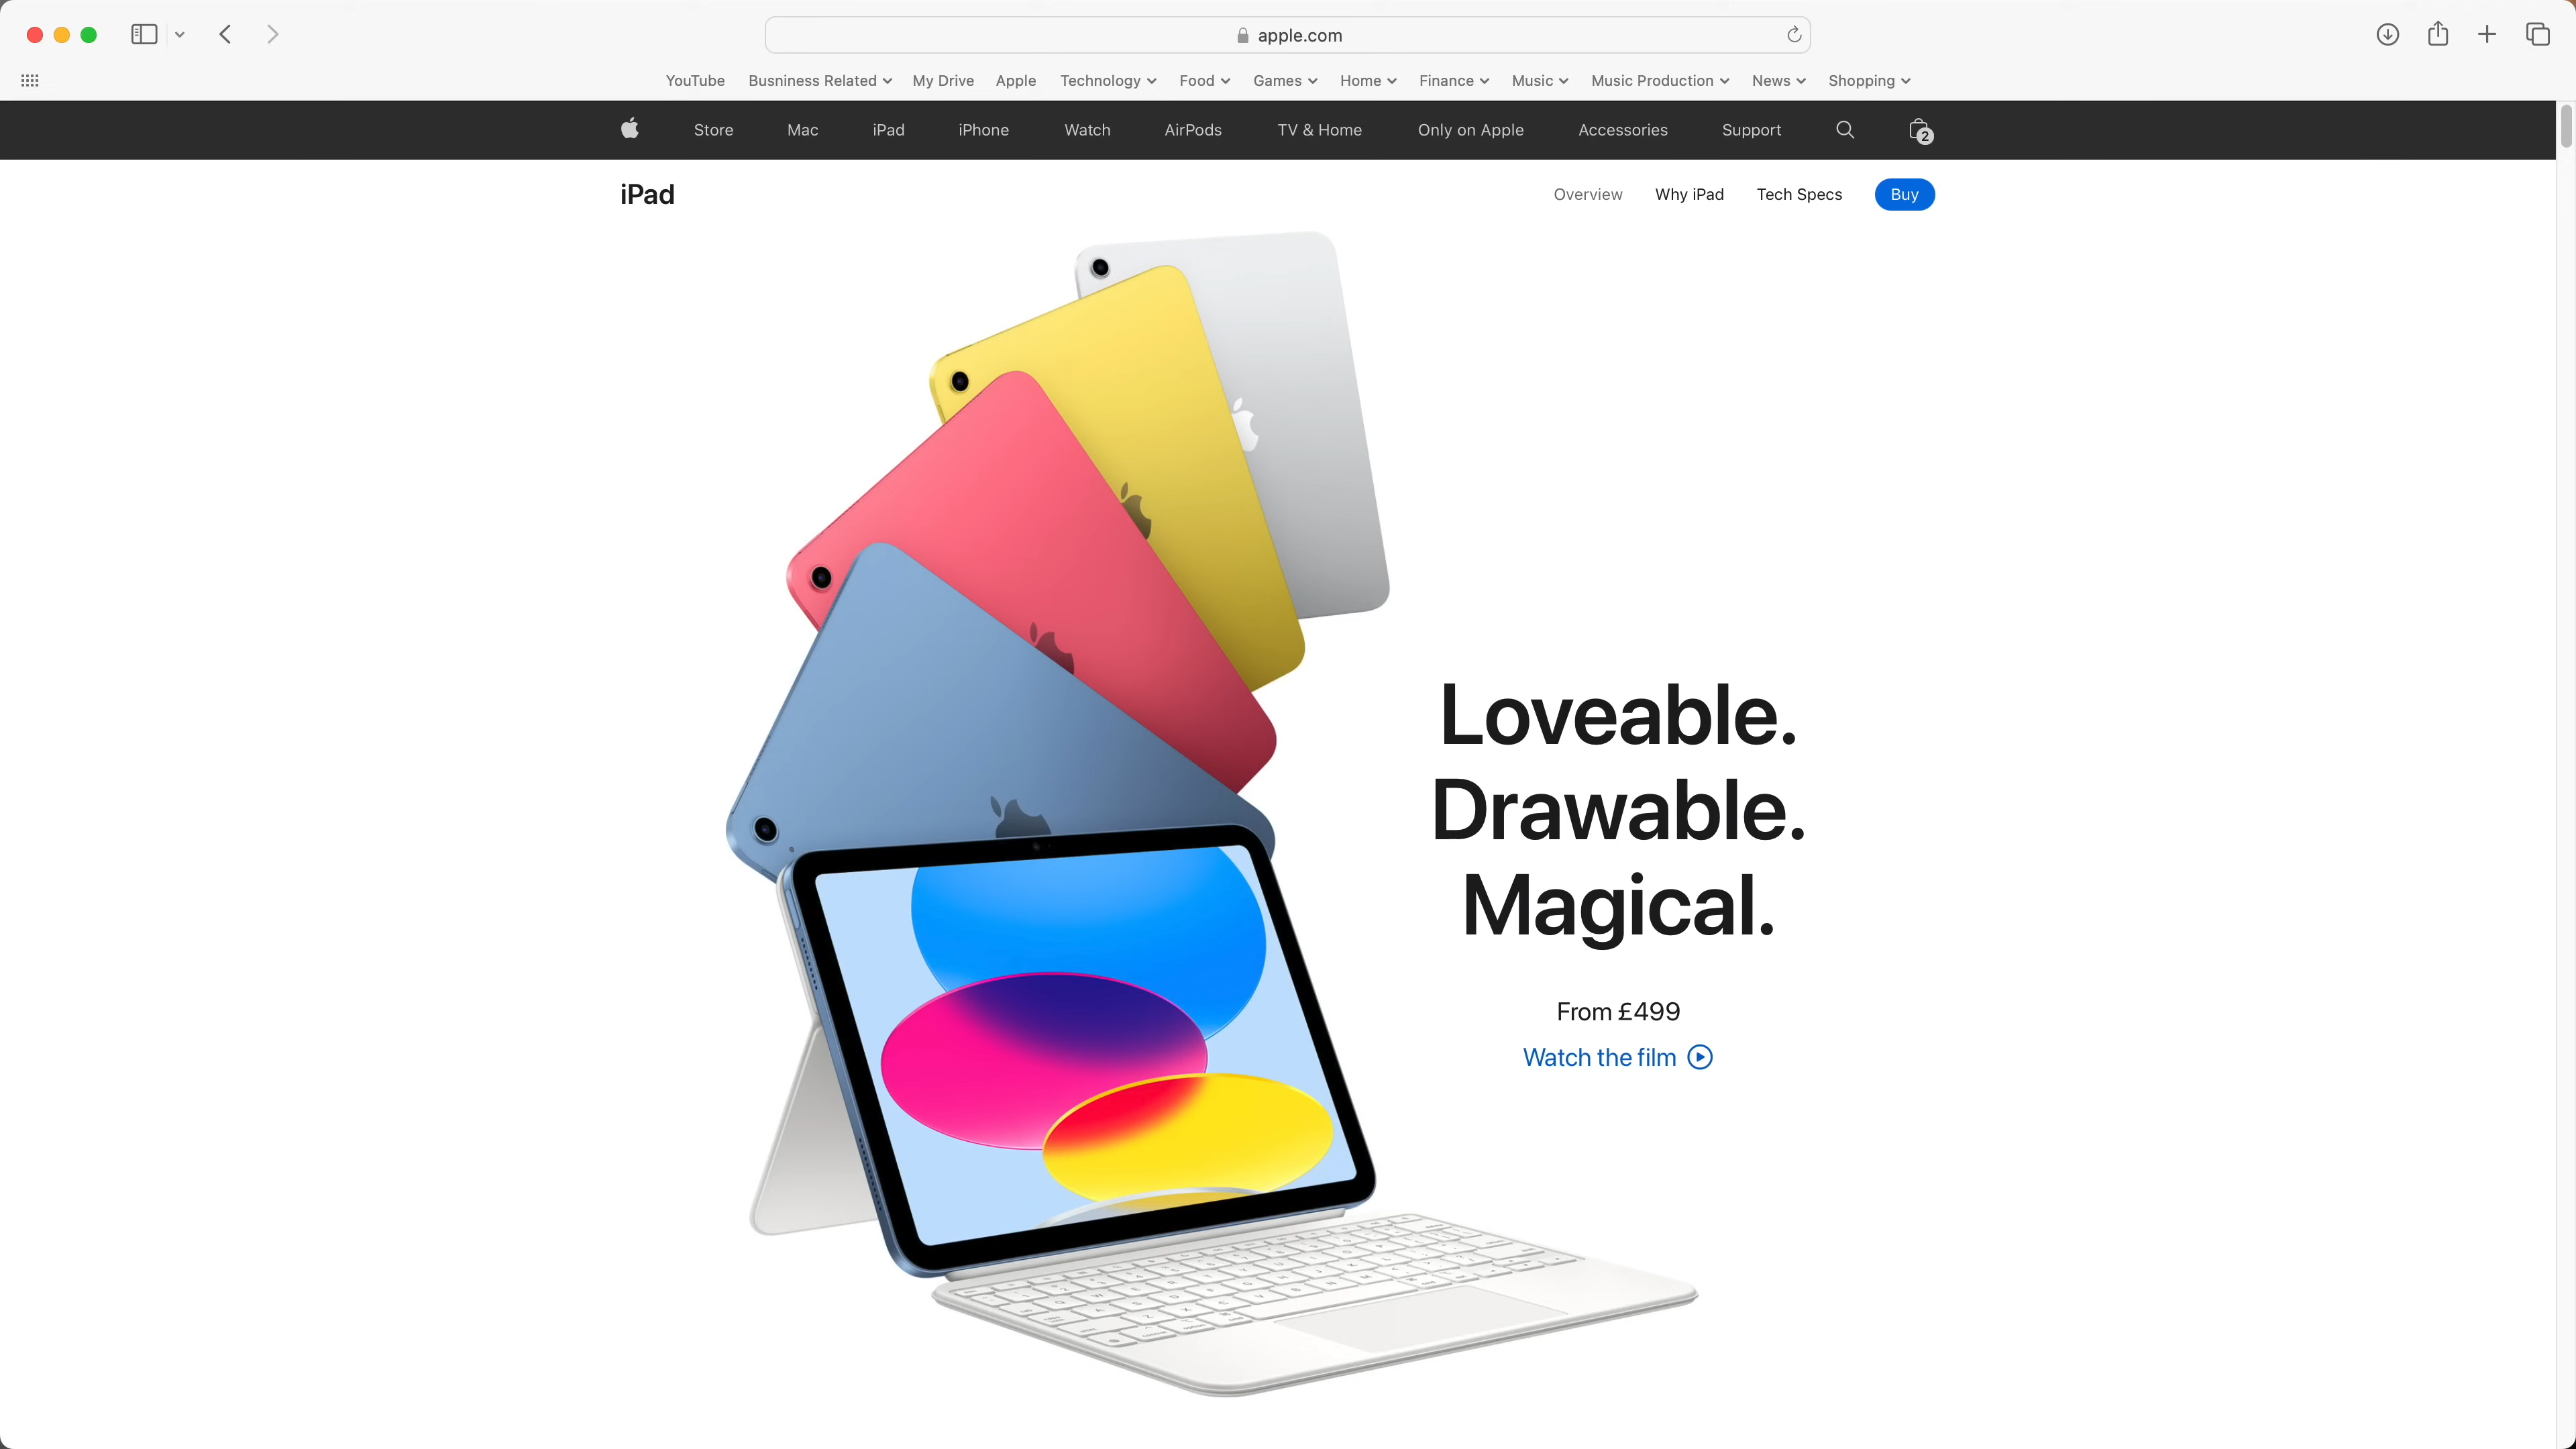 apple.com
YouTube Busniness Related My Drive Apple Technology Food Games Home Finance Music Music Production News Shopping
Store Mac iPad iPhone Watch AirPods TV & Home Only on Apple Accessories Support 2
iPad Overview Why iPad Tech Specs Buy
Loveable.
Drawable.
Magical.
From £499
Watch the film